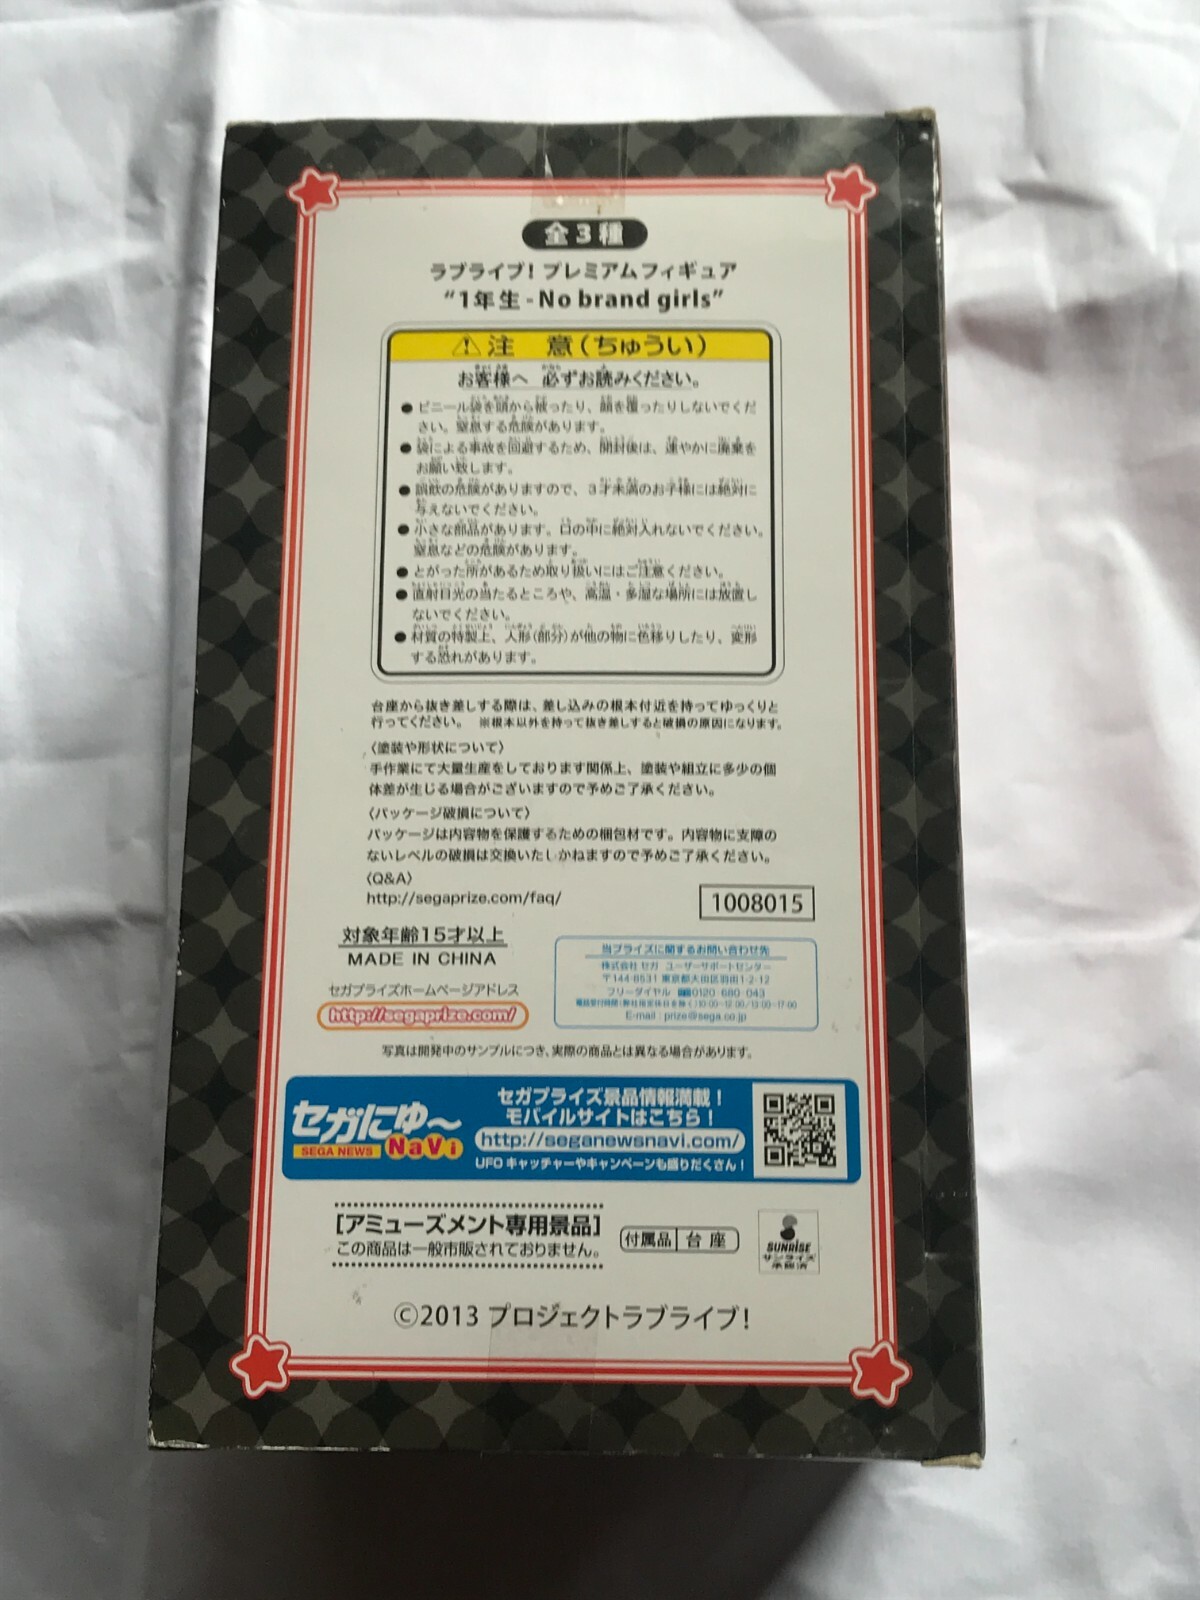 全3種
ラブライブ！プレミアムフィギュア
"1年生 - No brand girls"
⚠注 意（ちゅうい）
お客様へ 必ずお読みください。
●ビニール袋を頭から被ったり、顔を覆ったりしないでくだ
さい。窒息する危険があります。
●袋による事故を回避するため、開封後は、速やかに廃棄を
お願い致します。
●誤飲の危険がありますので、3才未満のお子様には絶対に
与えないでください。
●小さな部品があります。口の中に絶対入れないでください。
窒息などの危険があります。
●とがった所があるため取り扱いにはご注意ください。
●直射日光の当たるところや、高温・多湿な場所には放置し
ないでください。
●材質の特製上、人形（部分）が他の物に色移りしたり、変形
する恐れがあります。
台座から抜き差しする際は、差し込みの根本付近を持ってゆっくりと
行ってください。 ※根本以外を持って抜き差しすると破損の原因になります。
〈塗装や形状について〉
手作業にて大量生産をしております関係上、塗装や組立に多少の個
体差が生じる場合がございますので予めご了承ください。
〈パッケージ破損について〉
パッケージは内容物を保護するための梱包材です。内容物に支障の
ないレベルの破損は交換いたしかねますので予めご了承ください。
〈Q&A〉
http://segaprize.com/faq/
1008015
対象年齢15才以上
MADE IN CHINA
セガプライズホームページアドレス
http://segaprize.com/
当プライズに関するお問い合わせ先
株式会社 セガ ユーザーサポートセンター
〒144-8531 東京都大田区羽田1-2-12
フリーダイヤル 0120-680-043
電話受付時間（弊社指定休日を除く）10:00〜12:00／13:00〜17:00
E-mail : prize@sega.co.jp
写真は開発中のサンプルにつき、実際の商品とは異なる場合があります。
セガにゅ〜
SEGA NEWS NaVi
セガプライズ景品情報満載！
モバイルサイトはこちら！
http://seganewsnavi.com/
UFOキャッチャーやキャンペーンも盛りだくさん！
[アミューズメント専用景品]
この商品は一般市販されておりません。
付属品 台座
SUNRISE
サンライズ
承認済
©2013 プロジェクトラブライブ！